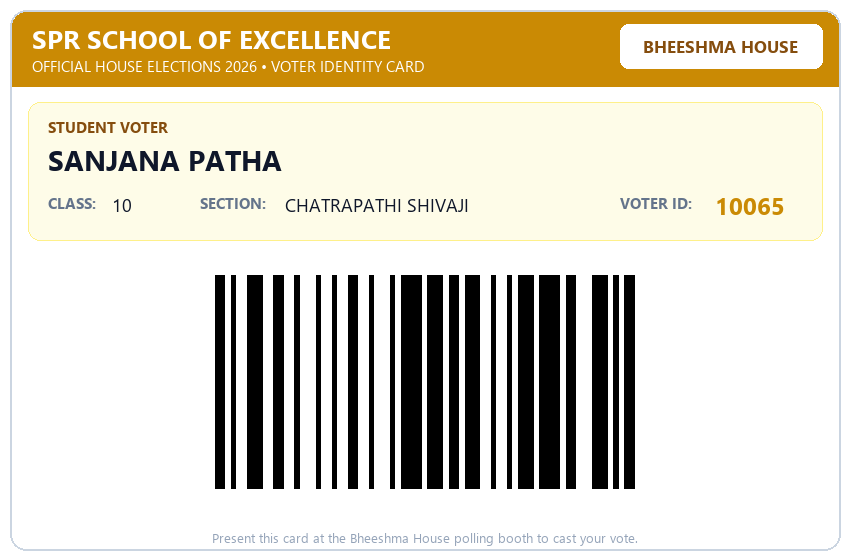 SPR SCHOOL OF EXCELLENCE
OFFICIAL HOUSE ELECTIONS 2026 • VOTER IDENTITY CARD
BHEESHMA HOUSE
STUDENT VOTER
SANJANA PATHA
CLASS: 10 SECTION: CHATRAPATHI SHIVAJI VOTER ID: 10065
Present this card at the Bheeshma House polling booth to cast your vote.